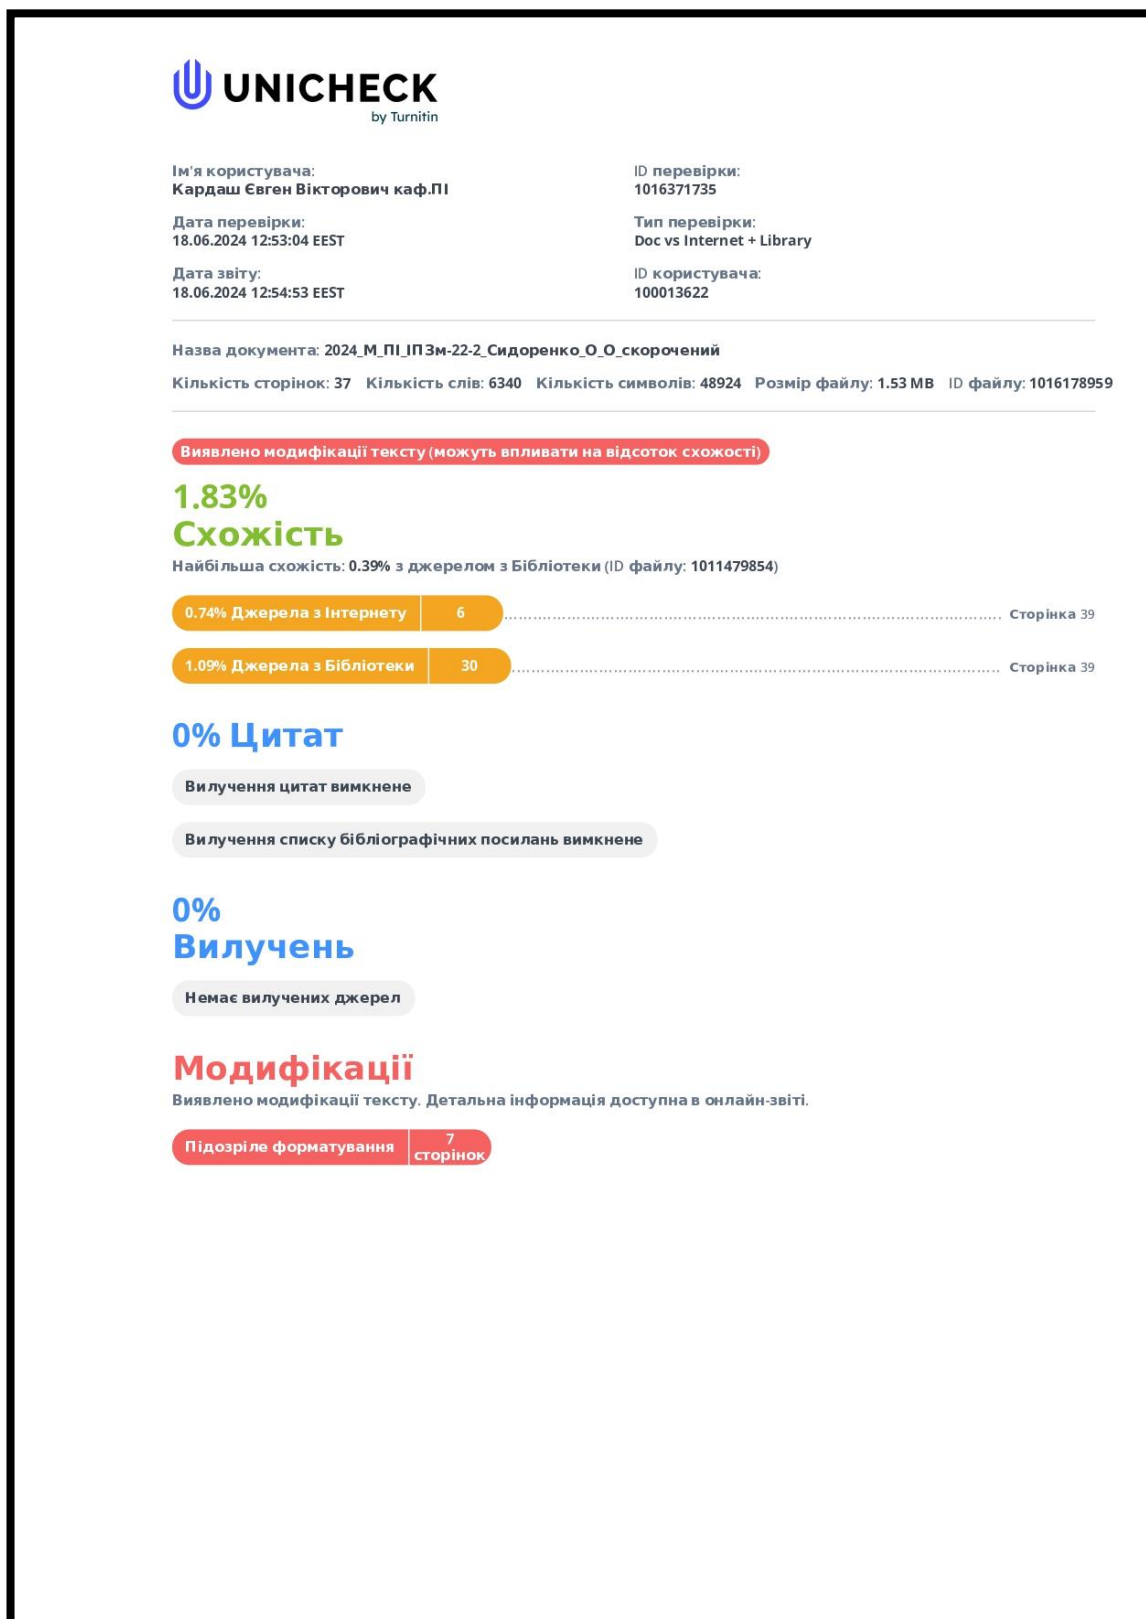 UNICHECK
by Turnitin
Ім'я користувача:
Кардаш Євген Вікторович каф.ПІ
ID перевірки:
1016371735
Дата перевірки:
18.06.2024 12:53:04 EEST
Тип перевірки:
Doc vs Internet + Library
Дата звіту:
18.06.2024 12:54:53 EEST
ID користувача:
100013622
Назва документа: 2024_М_ПІ_ІПЗм-22-2_Сидоренко_О_О_скорочений
Кількість сторінок: 37 Кількість слів: 6340 Кількість символів: 48924 Розмір файлу: 1.53 MB ID файлу: 1016178959
Виявлено модифікації тексту (можуть впливати на відсоток схожості)
1.83%
Схожість
Найбільша схожість: 0.39% з джерелом з Бібліотеки (ID файлу: 1011479854)
0.74% Джерела з Інтернету 6 Сторінка 39
1.09% Джерела з Бібліотеки 30 Сторінка 39
0% Цитат
Вилучення цитат вимкнене
Вилучення списку бібліографічних посилань вимкнене
0%
Вилучень
Немає вилучених джерел
Модифікації
Виявлено модифікації тексту. Детальна інформація доступна в онлайн-звіті.
Підозріле форматування 7
сторінок